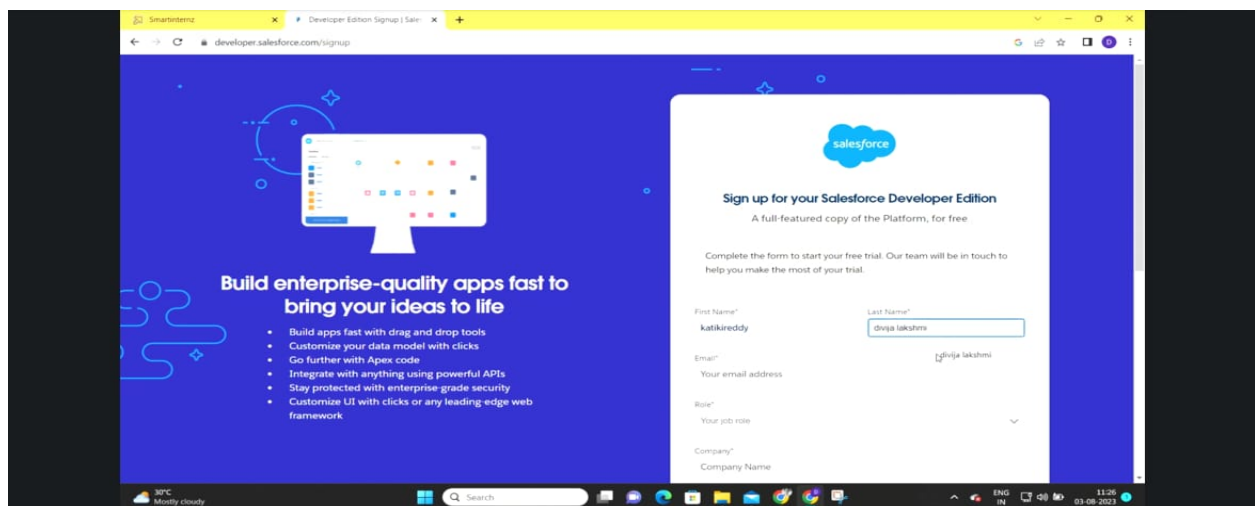 Smartinternz
Developer Edition Signup | Sale
developer.salesforce.com/signup
D
Build enterprise-quality apps fast to
bring your ideas to life
• Build apps fast with drag and drop tools
• Customize your data model with clicks
• Go further with Apex code
• Integrate with anything using powerful APIs
• Stay protected with enterprise-grade security
• Customize UI with clicks or any leading-edge web
framework
salesforce
Sign up for your Salesforce Developer Edition
A full-featured copy of the Platform, for free
Complete the form to start your free trial. Our team will be in touch to
help you make the most of your trial.
First Name* Last Name*
katikireddy divija lakshmi
divija lakshmi
Email*
Your email address
Role*
Your job role
Company*
Company Name
30°C
Mostly cloudy
Search
ENG
IN
11:26
03-08-2023
1